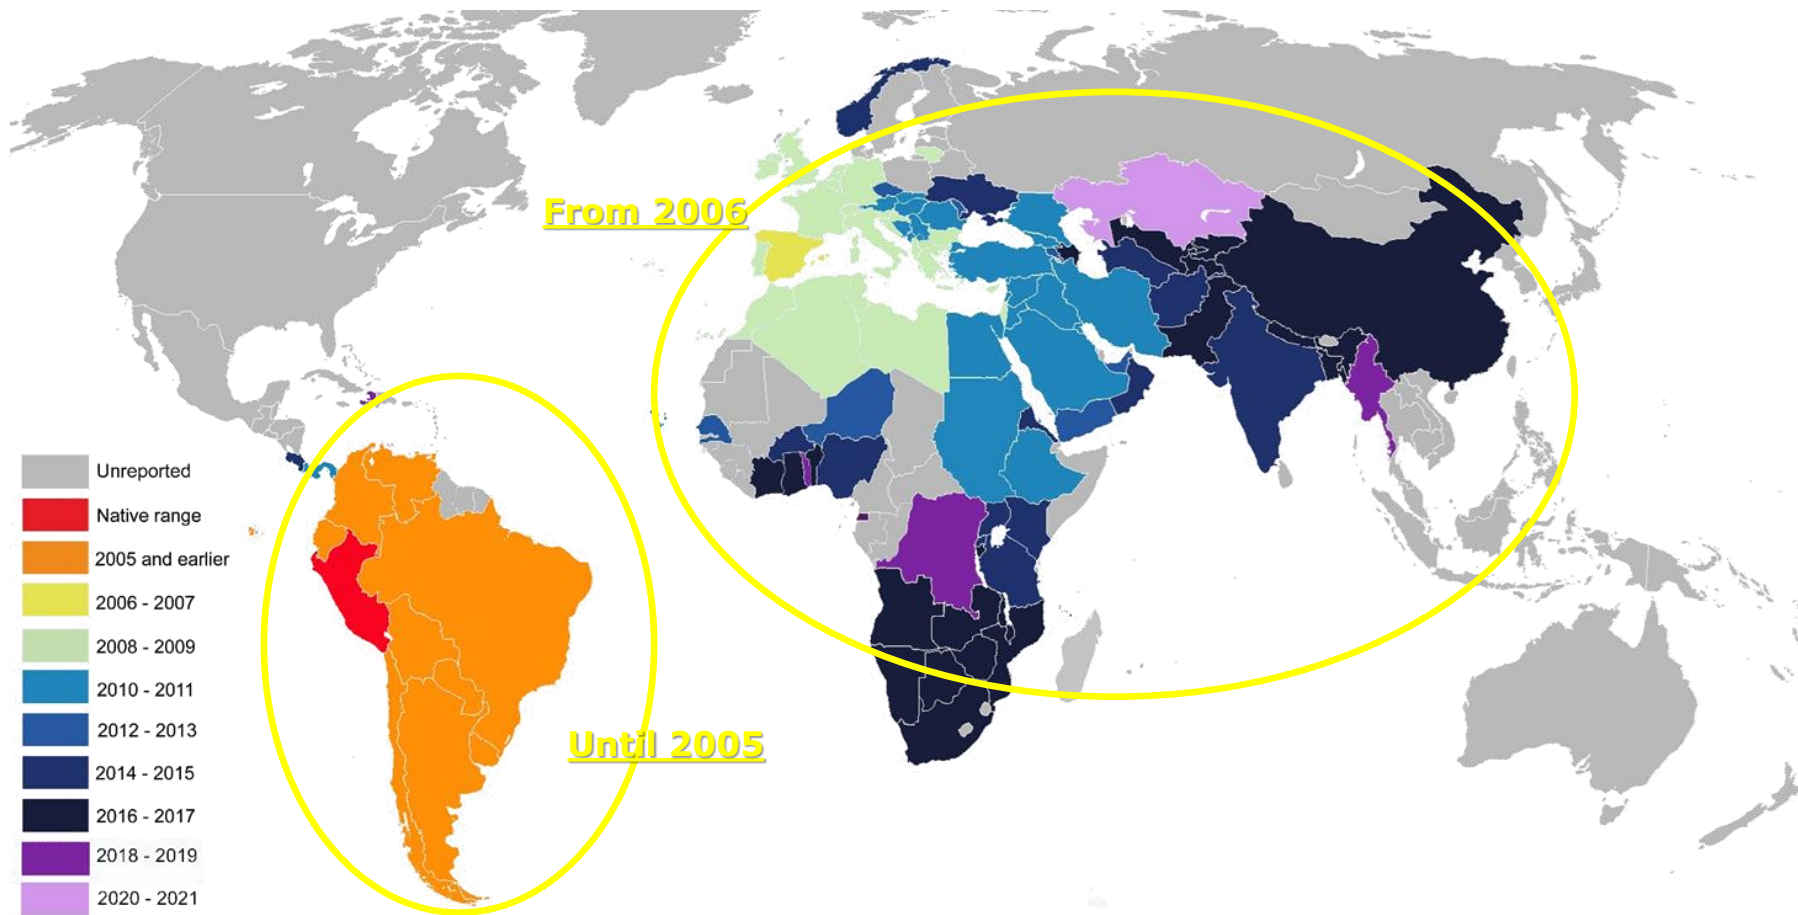 From 2006
Until 2005
Unreported
Native range
2005 and earlier
2006 - 2007
2008 - 2009
2010 - 2011
2012 - 2013
2014 - 2015
2016 - 2017
2018 - 2019
2020 - 2021